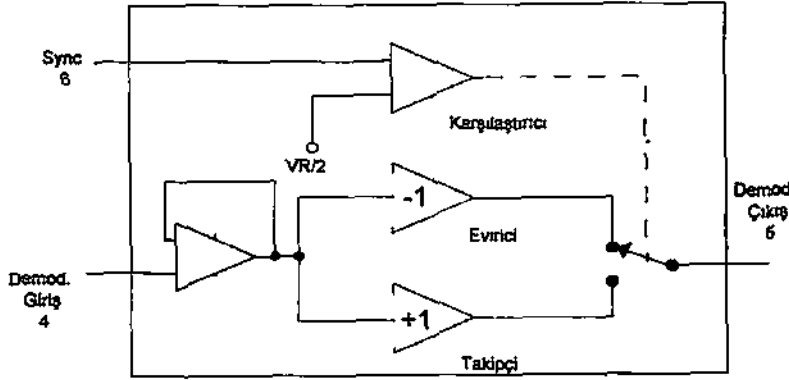 Sync
6
Karşılaştırıcı
VR/2
-1
Evirici
Demod.
Çıkış
5
Demod.
Giriş
4
+1
Takipçi